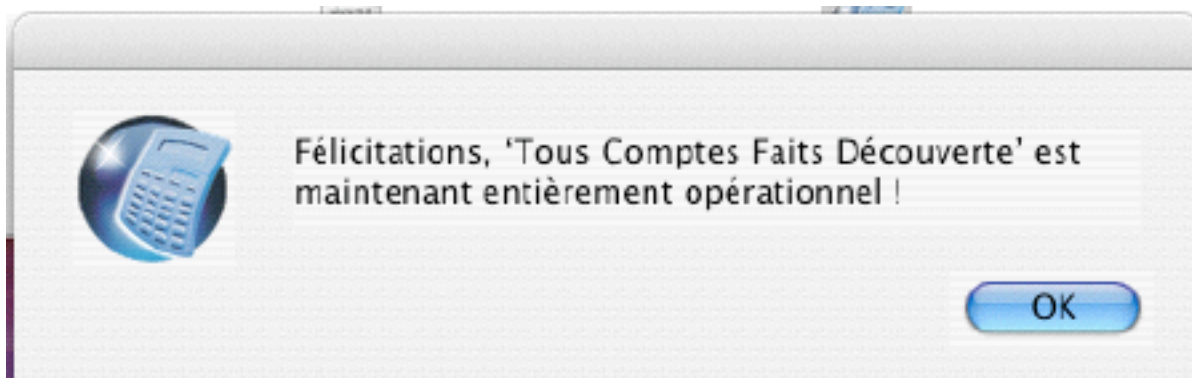 Félicitations, ‘Tous Comptes Faits Découverte’ est
maintenant entièrement opérationnel !
OK